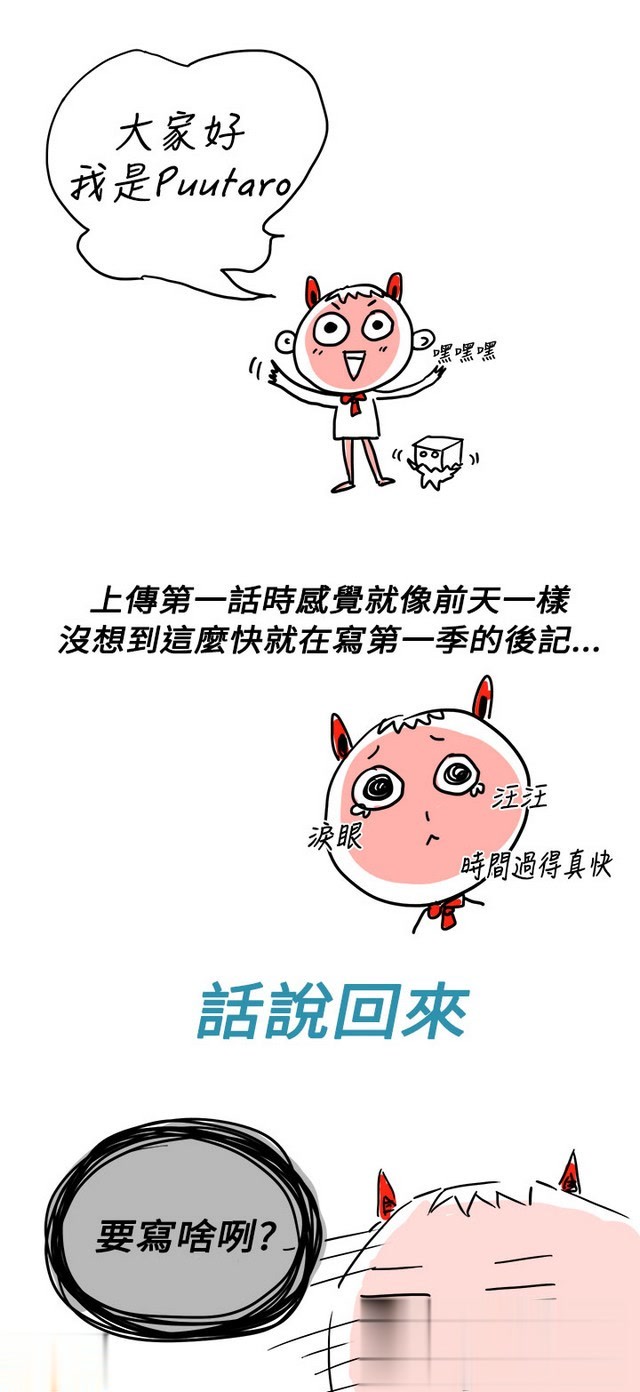 大家好
我是Puutaro
嘿嘿嘿
上傳第一話時感覺就像前天一樣
沒想到這麼快就在寫第一季的後記...
汪汪
淚眼
時間過得真快
話說回來
要寫啥咧?